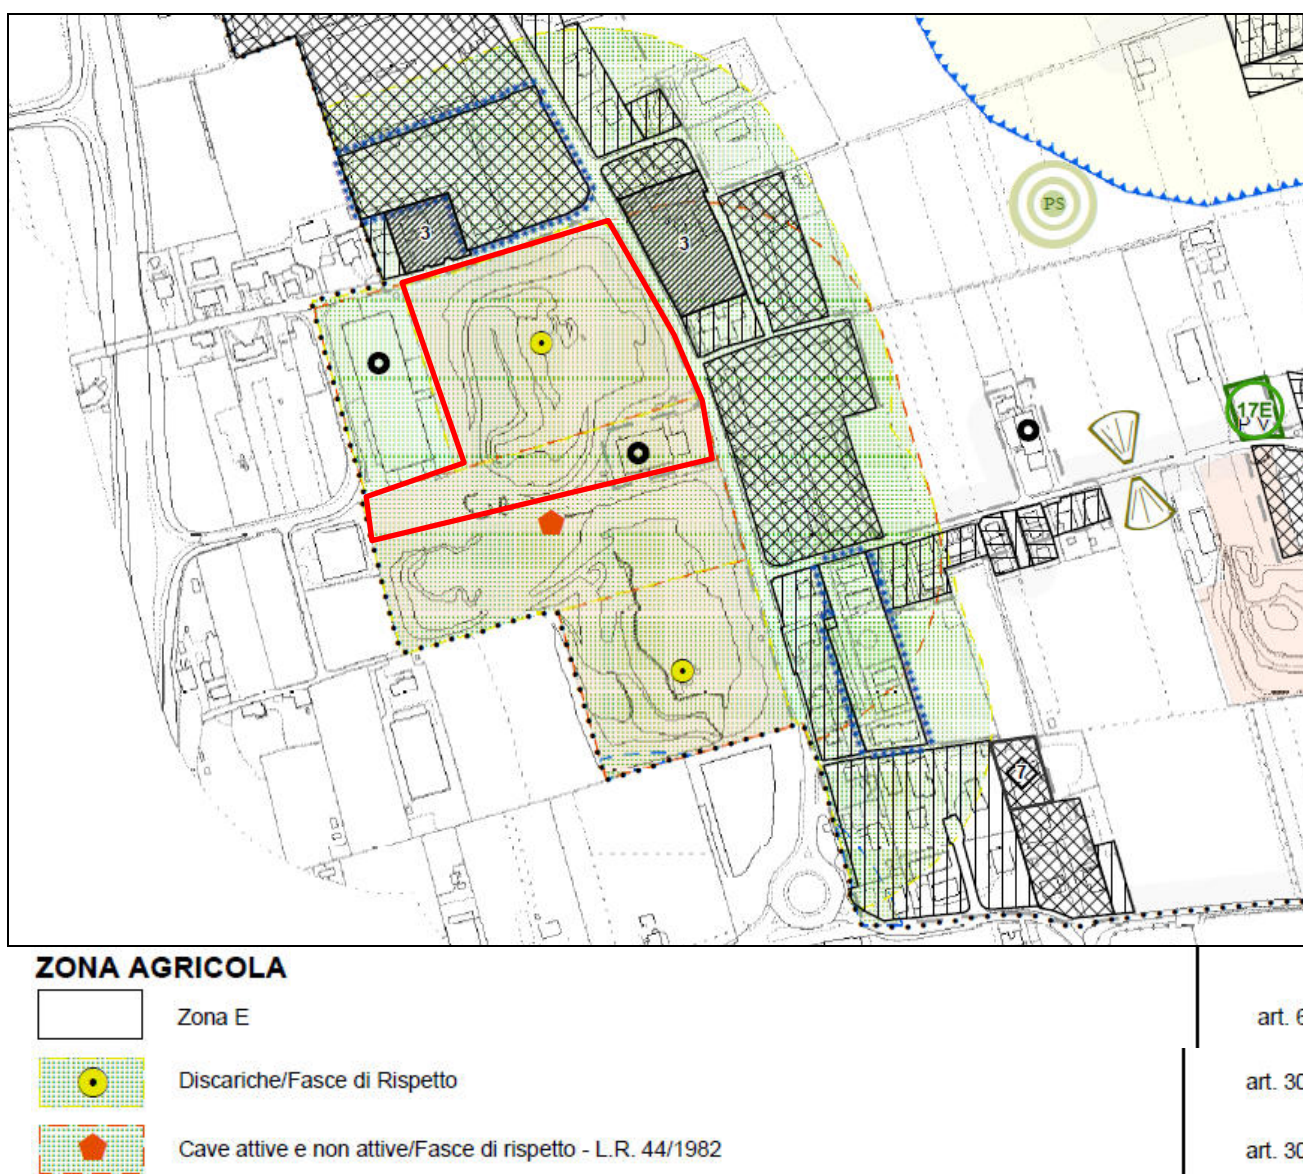 PS
3
3
17E
P V
7
ZONA AGRICOLA
Zona E
art. 6
Discariche/Fasce di Rispetto
art. 30
Cave attive e non attive/Fasce di rispetto - L.R. 44/1982
art. 30